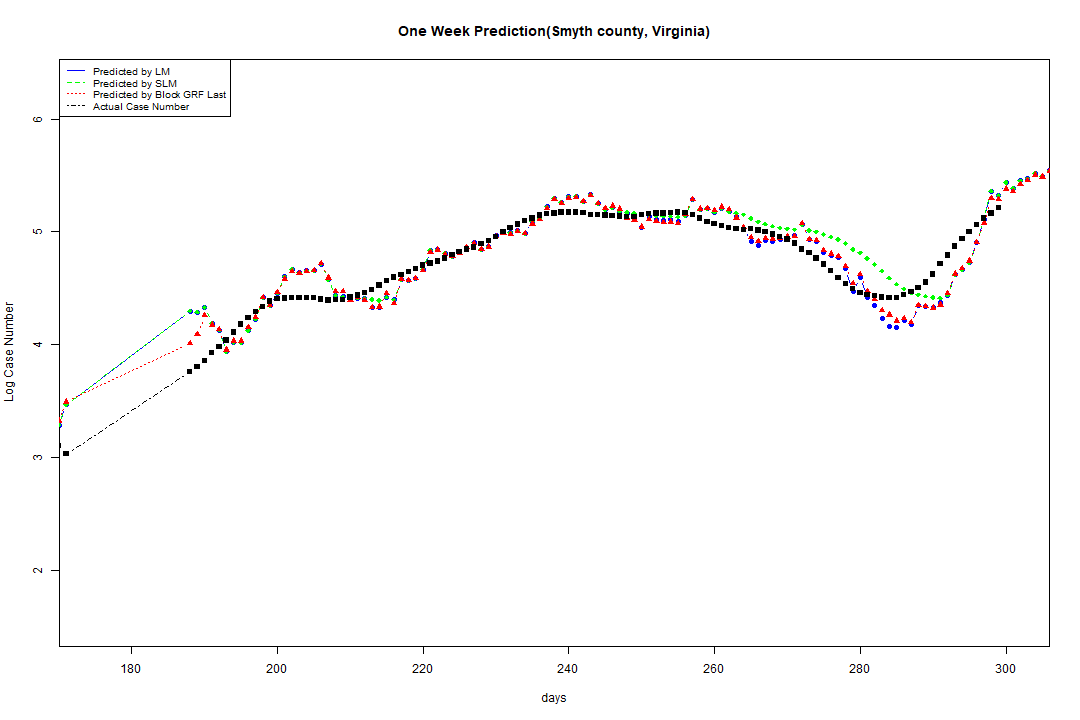 One Week Prediction(Smyth county, Virginia)
Predicted by LM
Predicted by SLM
Predicted by Block GRF Last
Actual Case Number
6
5
4
3
2
Log Case Number
180 200 220 240 260 280 300
days